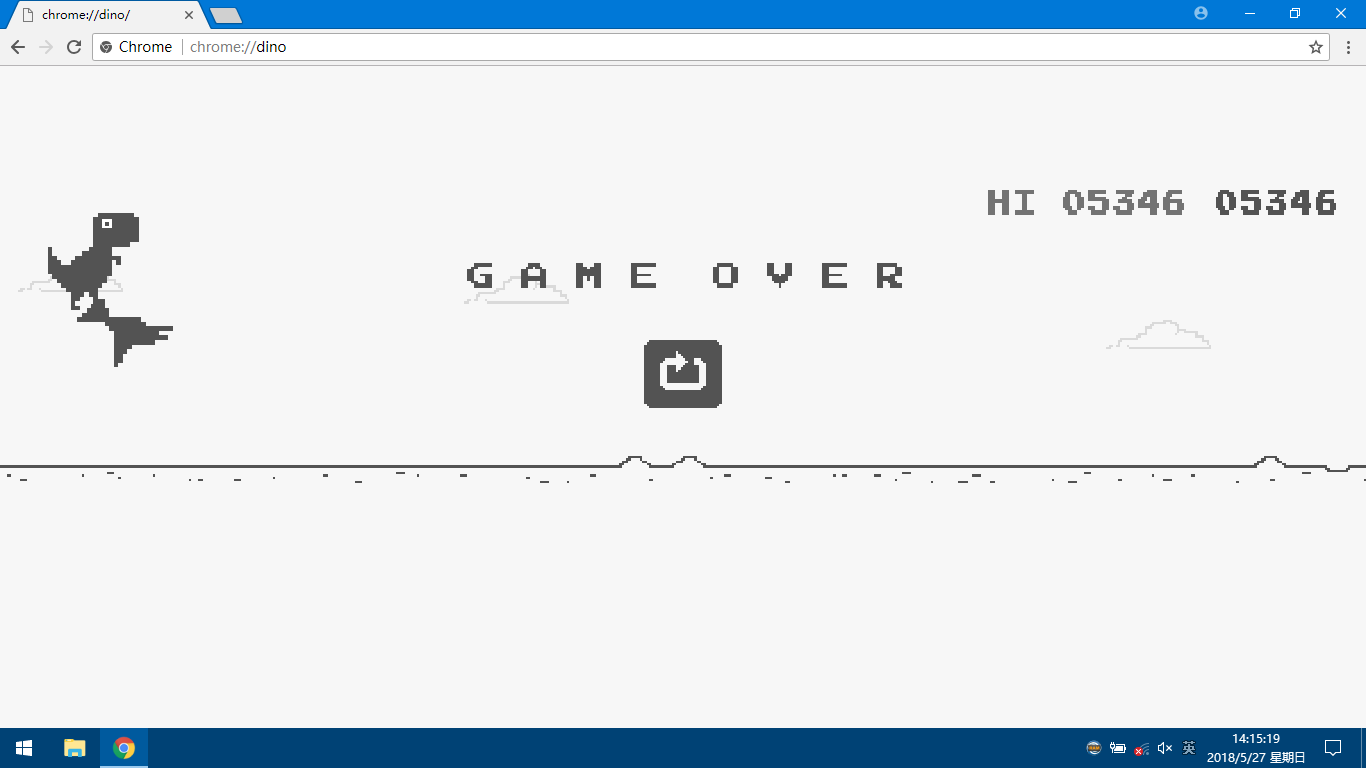 chrome://dino/
Chrome chrome://dino
HI 05346 05346
GAME OVER
英
14:15:19
2018/5/27 星期日